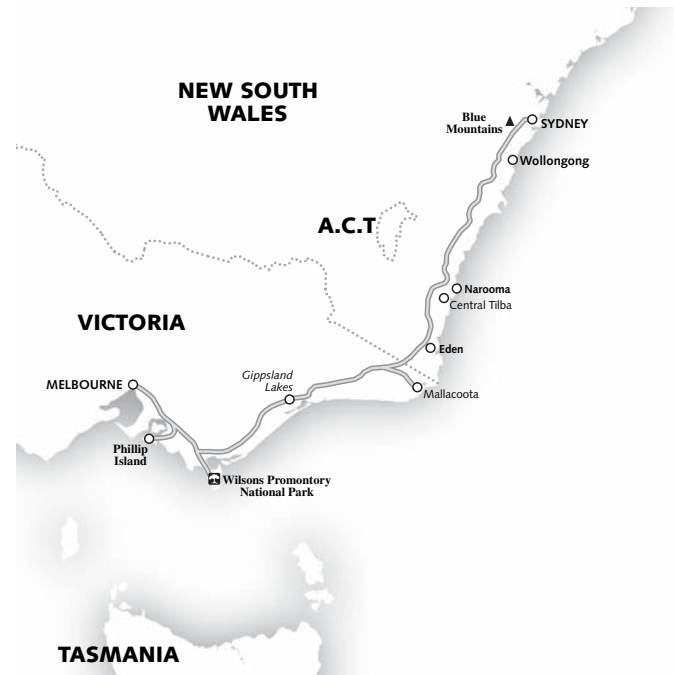 NEW SOUTH
WALES
Blue
Mountains
SYDNEY
Wollongong
A.C.T
Narooma
Central Tilba
VICTORIA
Eden
Gippsland
Lakes
MELBOURNE
Mallacoota
Phillip
Island
Wilsons Promontory
National Park
TASMANIA